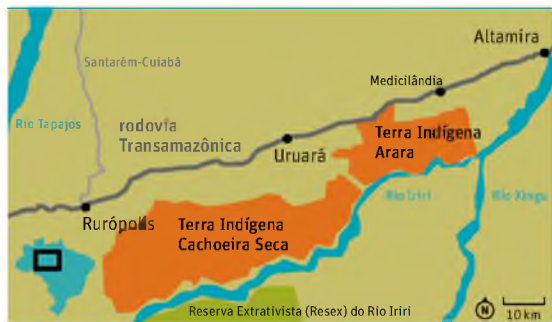 Altamira
Santarém-Cuiabá
Medicilândia
Rio Tapajos
rodovia
Transamazônica
Terra Indígena
Arara
Uruará
Rio Iriri
Rio Xingu
Rurópolis
Terra Indígena
Cachoeira Seca
Reserva Extrativista (Resex) do Rio Iriri
N
10 km